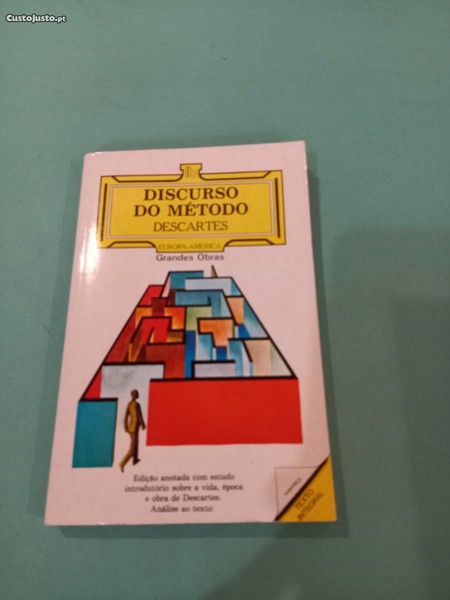 CustoJusto.pt
DISCURSO
DO MÉTODO
DESCARTES
EUROPA-AMÉRICA
Grandes Obras
Edição anotada com estudo
introdutório sobre a vida, época
e obra de Descartes.
Análise ao texto
TEXTO
INTEGRAL